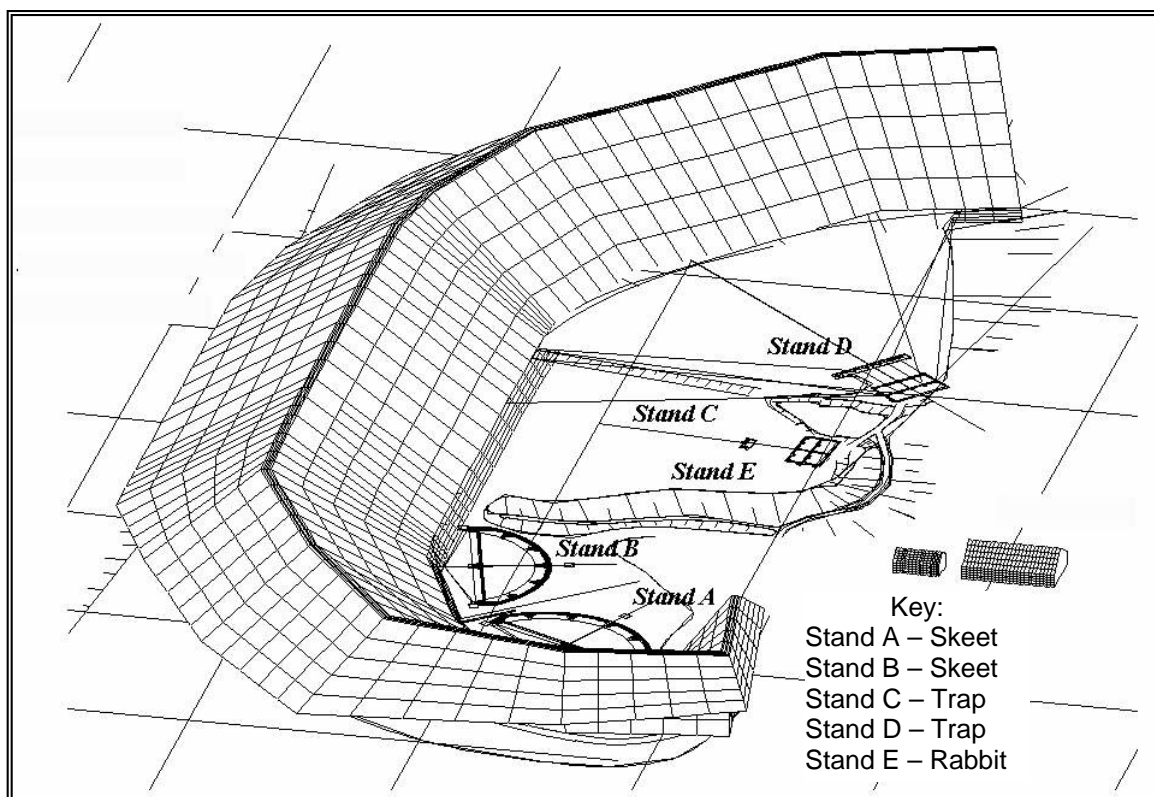 Stand D
Stand C
Stand E
Stand B
Stand A
Key:
Stand A – Skeet
Stand B – Skeet
Stand C – Trap
Stand D – Trap
Stand E – Rabbit